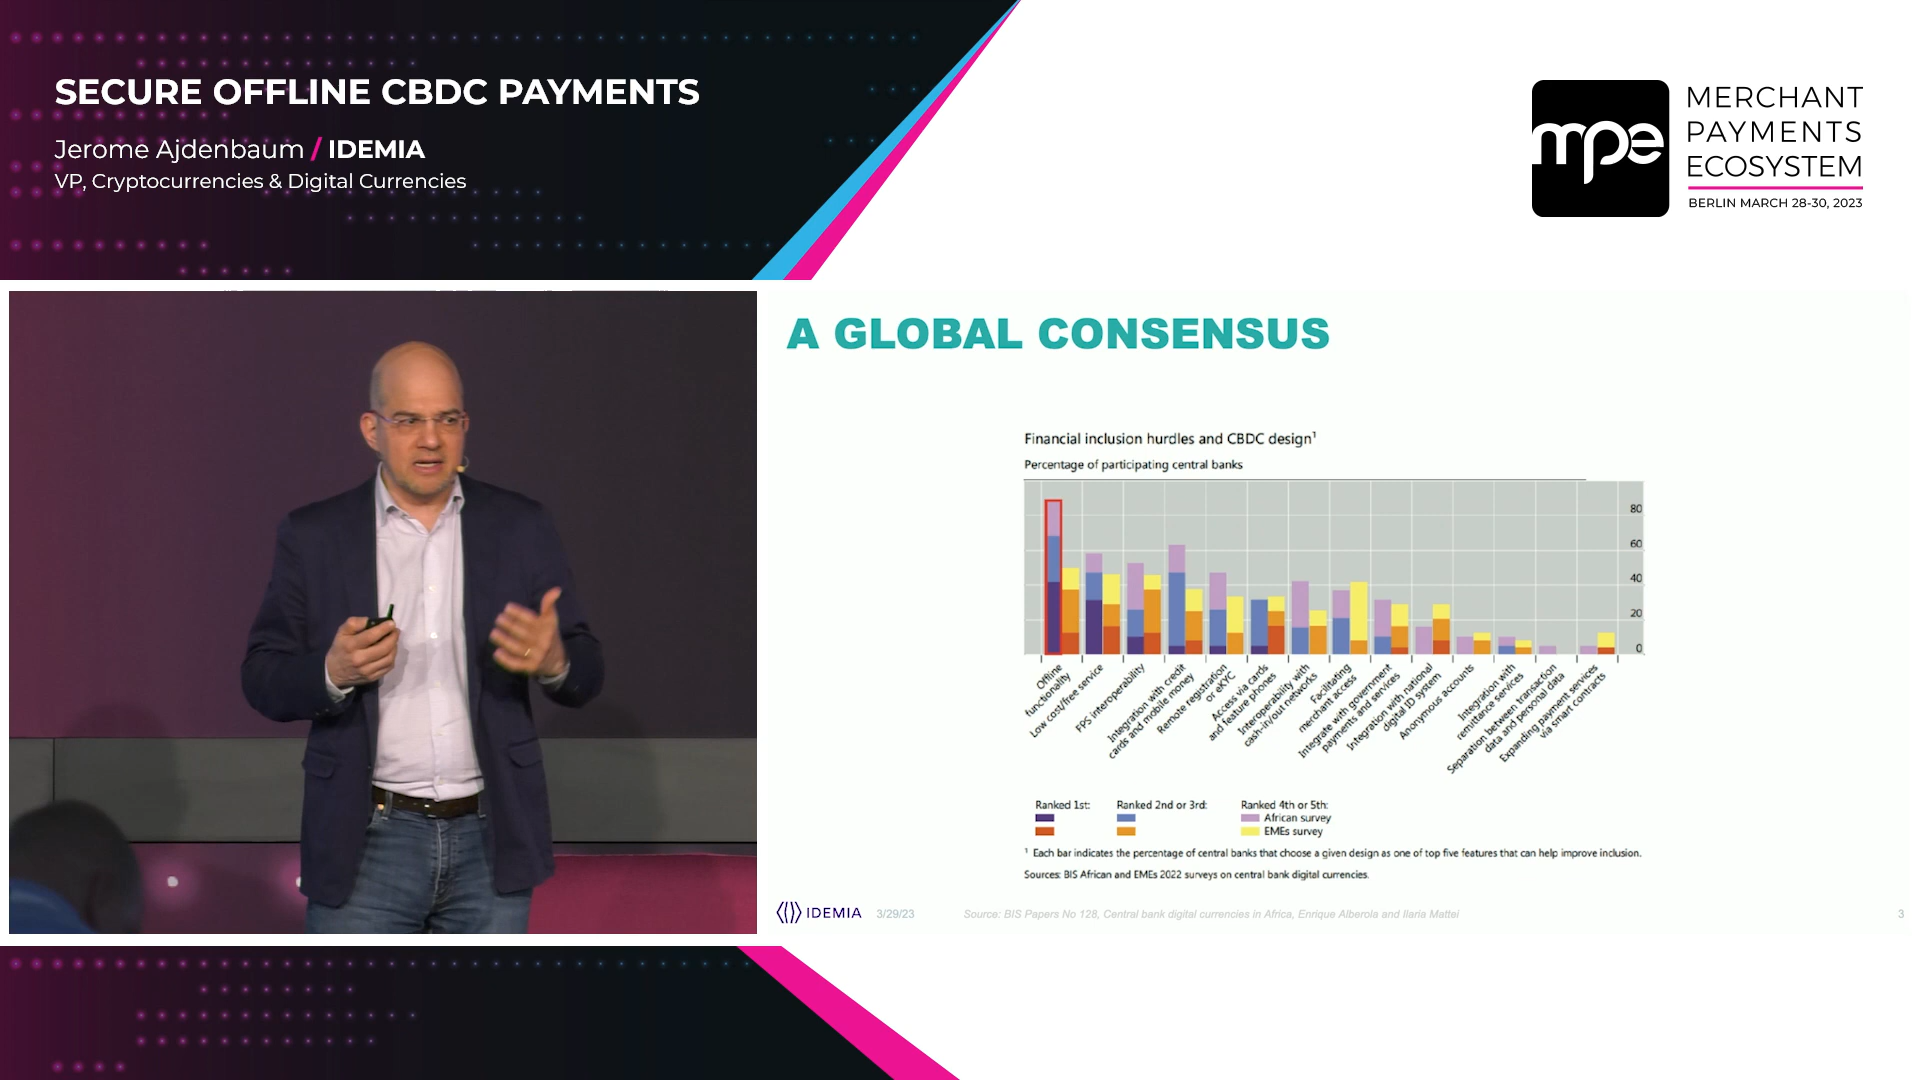 SECURE OFFLINE CBDC PAYMENTS
Jerome Ajdenbaum / IDEMIA
VP, Cryptocurrencies & Digital Currencies
mpe
MERCHANT
PAYMENTS
ECOSYSTEM
BERLIN MARCH 28-30, 2023
A GLOBAL CONSENSUS
Financial inclusion hurdles and CBDC design¹
Percentage of participating central banks
80
60
40
20
0
Offline
functionality
Low cost/free service
FPS interoperability
Integration with credit
cards and mobile money
Remote registration
or eKYC
Access via cards
and feature phones
Interoperability with
cash-in/out networks
Facilitating
merchant access
Integrate with government
payments and services
Integration with national
digital ID system
Anonymous accounts
Integration with
remittance services
Separation between transaction
data and personal data
Expanding payment services
via smart contracts
Ranked 1st: Ranked 2nd or 3rd: Ranked 4th or 5th:
African survey
EMEs survey
¹ Each bar indicates the percentage of central banks that choose a given design as one of top five features that can help improve inclusion.
Sources: BIS African and EMEs 2022 surveys on central bank digital currencies.
IDEMIA 3/29/23 Source: BIS Papers No 128, Central bank digital currencies in Africa, Enrique Alberola and Ilaria Mattei 3